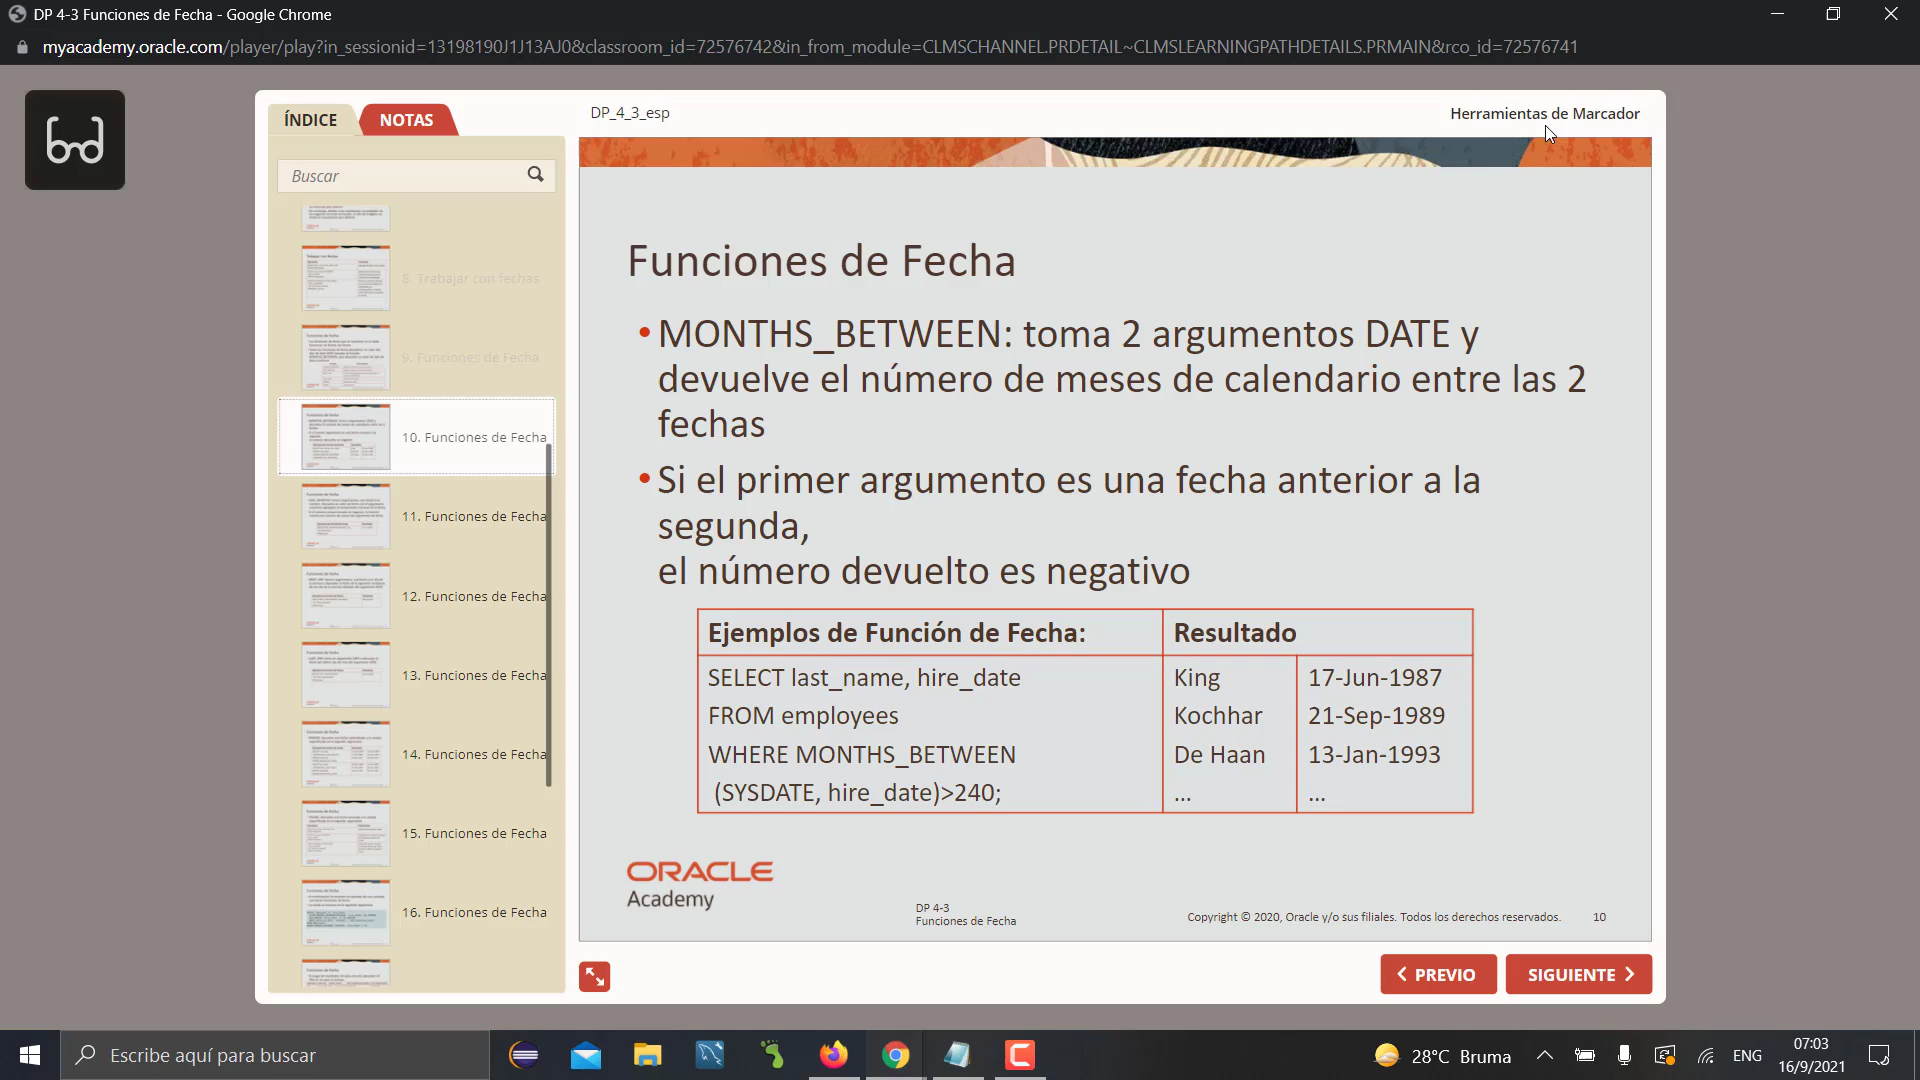 DP 4-3 Funciones de Fecha - Google Chrome
myacademy.oracle.com/player/play?in_sessionid=13198190J1J13AJ0&classroom_id=72576742&in_from_module=CLMSCHANNEL.PRDETAIL~CLMSLEARNINGPATHDETAILS.PRMAIN&rco_id=72576741
ÍNDICE
NOTAS
DP_4_3_esp
Herramientas de Marcador
Buscar
8. Trabajar con fechas
9. Funciones de Fecha
10. Funciones de Fecha
11. Funciones de Fecha
12. Funciones de Fecha
13. Funciones de Fecha
14. Funciones de Fecha
15. Funciones de Fecha
16. Funciones de Fecha
Funciones de Fecha
•MONTHS_BETWEEN: toma 2 argumentos DATE y
devuelve el número de meses de calendario entre las 2
fechas
•Si el primer argumento es una fecha anterior a la
segunda,
el número devuelto es negativo
Ejemplos de Función de Fecha: Resultado
SELECT last_name, hire_date King 17-Jun-1987
FROM employees Kochhar 21-Sep-1989
WHERE MONTHS_BETWEEN De Haan 13-Jan-1993
(SYSDATE, hire_date)>240; ... ...
ORACLE
Academy
DP 4-3
Funciones de Fecha
Copyright © 2020, Oracle y/o sus filiales. Todos los derechos reservados. 10
PREVIO
SIGUIENTE
Escribe aquí para buscar
28°C Bruma
ENG
07:03
16/9/2021